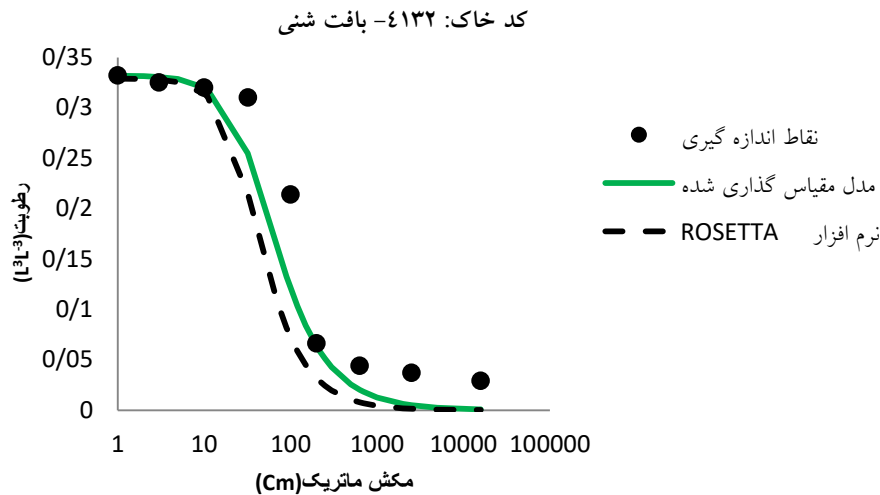 کد خاک: ۴۱۳۲- بافت شنی
0/35
0/3
0/25
0/2
0/15
0/1
0/05
0
رطوبت(L³L⁻³)
1 10 100 1000 10000 100000
مکش ماتریک(Cm)
نقاط اندازه گیری
مدل مقیاس گذاری شده
نرم افزار ROSETTA